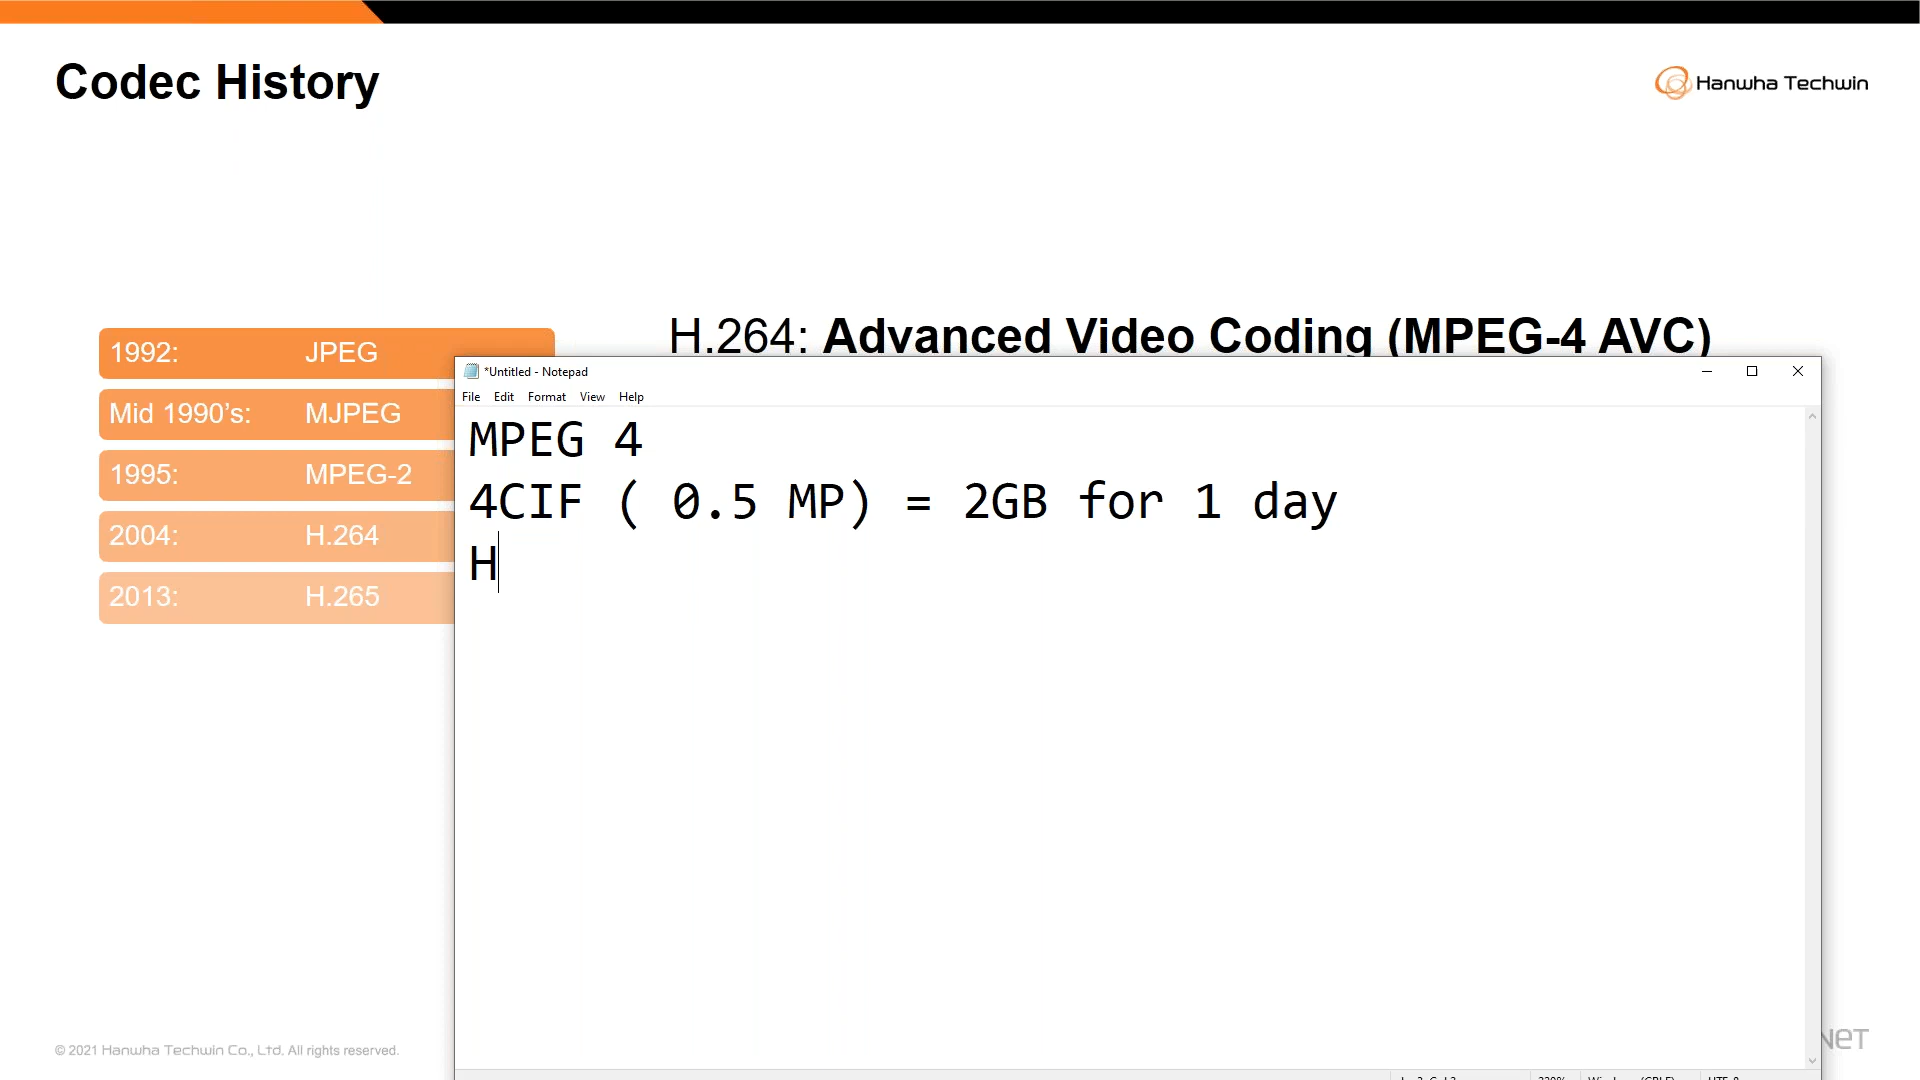 Codec History
Hanwha Techwin
H.264: Advanced Video Coding (MPEG-4 AVC)
1992: JPEG
Mid 1990’s: MJPEG
1995: MPEG-2
2004: H.264
2013: H.265
*Untitled - Notepad
File Edit Format View Help
MPEG 4
4CIF ( 0.5 MP) = 2GB for 1 day
H
© 2021 Hanwha Techwin Co., Ltd. All rights reserved.
NET